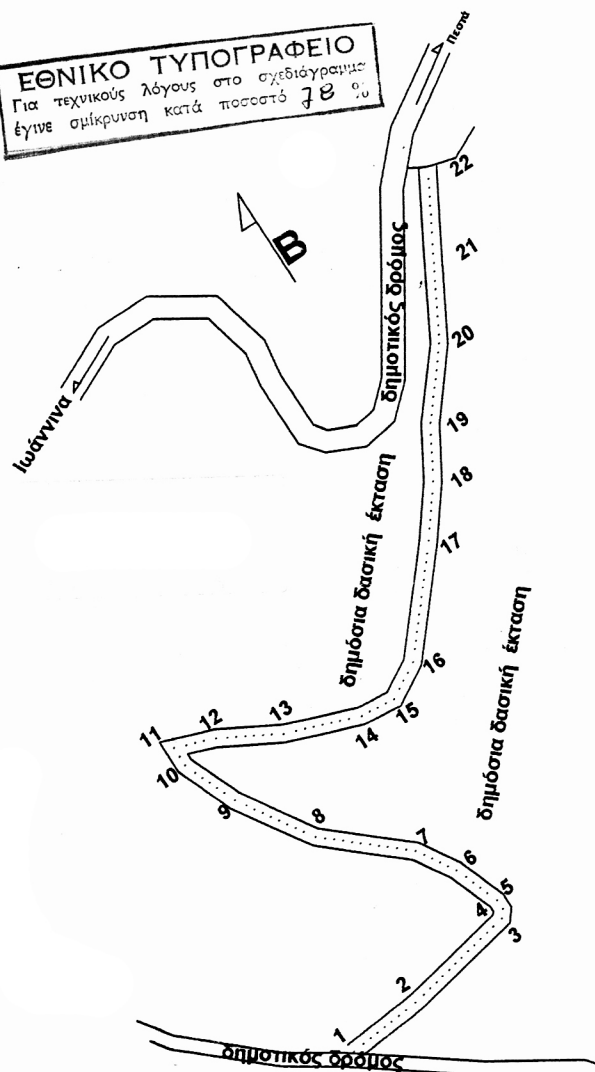 Πεστά
ΕΘΝΙΚΟ ΤΥΠΟΓΡΑΦΕΙΟ
Για τεχνικούς λόγους στο σχεδιάγραμμα
έγινε σμίκρυνση κατά ποσοστό 78 %
22
Β
δημοτικός δρόμος
21
20
Ιωάννινα
19
18
δημόσια δασική έκταση
17
16
δημόσια δασική έκταση
15
14
13
12
11
10
9
8
7
6
5
4
3
2
1
δημοτικός δρόμος